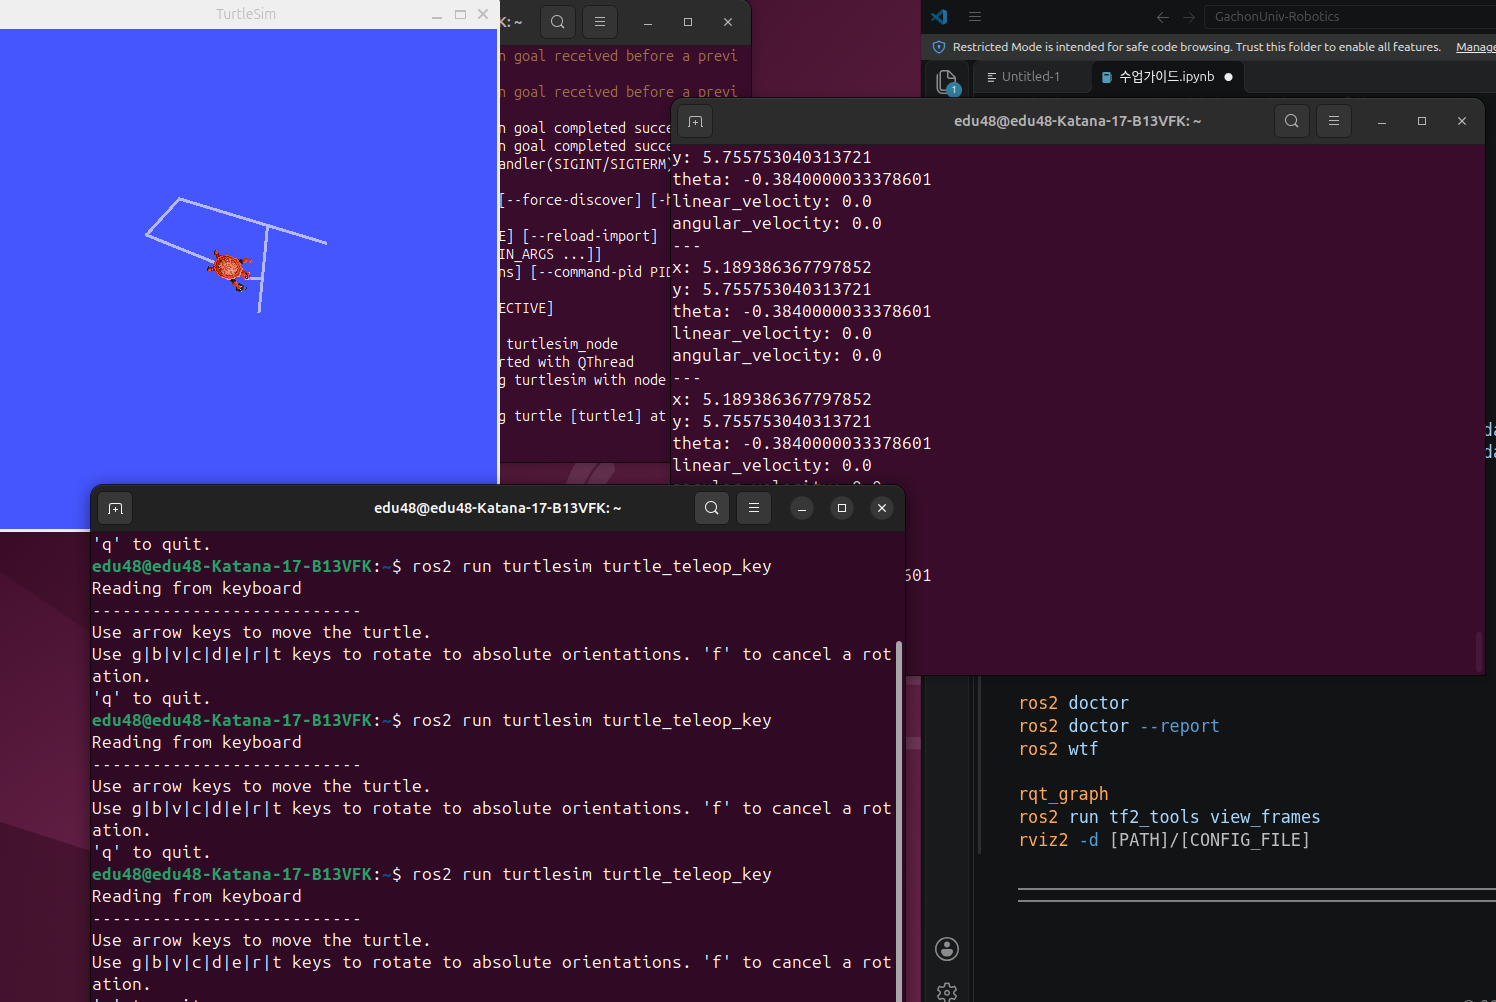 TurtleSim
K: ~
GachonUniv-Robotics
Restricted Mode is intended for safe code browsing. Trust this folder to enable all features. Manage
Untitled-1
수업가이드.ipynb
1
n goal received before a previ
n goal received before a previ
n goal completed succe
n goal completed succe
andler(SIGINT/SIGTERM)
[--force-discover] [-h
E] [--reload-import]
IN_ARGS ...]]
ns] [--command-pid PID
ECTIVE]
turtlesim_node
rted with QThread
g turtlesim with node
g turtle [turtle1] at
edu48@edu48-Katana-17-B13VFK: ~
y: 5.755753040313721
theta: -0.3840000033378601
linear_velocity: 0.0
angular_velocity: 0.0
---
x: 5.189386367797852
y: 5.755753040313721
theta: -0.3840000033378601
linear_velocity: 0.0
angular_velocity: 0.0
---
x: 5.189386367797852
y: 5.755753040313721
theta: -0.3840000033378601
linear_velocity: 0.0
601
da
da
edu48@edu48-Katana-17-B13VFK: ~
'q' to quit.
edu48@edu48-Katana-17-B13VFK:~$ ros2 run turtlesim turtle_teleop_key
Reading from keyboard
---------------------------
Use arrow keys to move the turtle.
Use g|b|v|c|d|e|r|t keys to rotate to absolute orientations. 'f' to cancel a rot
ation.
'q' to quit.
edu48@edu48-Katana-17-B13VFK:~$ ros2 run turtlesim turtle_teleop_key
Reading from keyboard
---------------------------
Use arrow keys to move the turtle.
Use g|b|v|c|d|e|r|t keys to rotate to absolute orientations. 'f' to cancel a rot
ation.
'q' to quit.
edu48@edu48-Katana-17-B13VFK:~$ ros2 run turtlesim turtle_teleop_key
Reading from keyboard
---------------------------
Use arrow keys to move the turtle.
Use g|b|v|c|d|e|r|t keys to rotate to absolute orientations. 'f' to cancel a rot
ation.
ros2 doctor
ros2 doctor --report
ros2 wtf
rqt_graph
ros2 run tf2_tools view_frames
rviz2 -d [PATH]/[CONFIG_FILE]